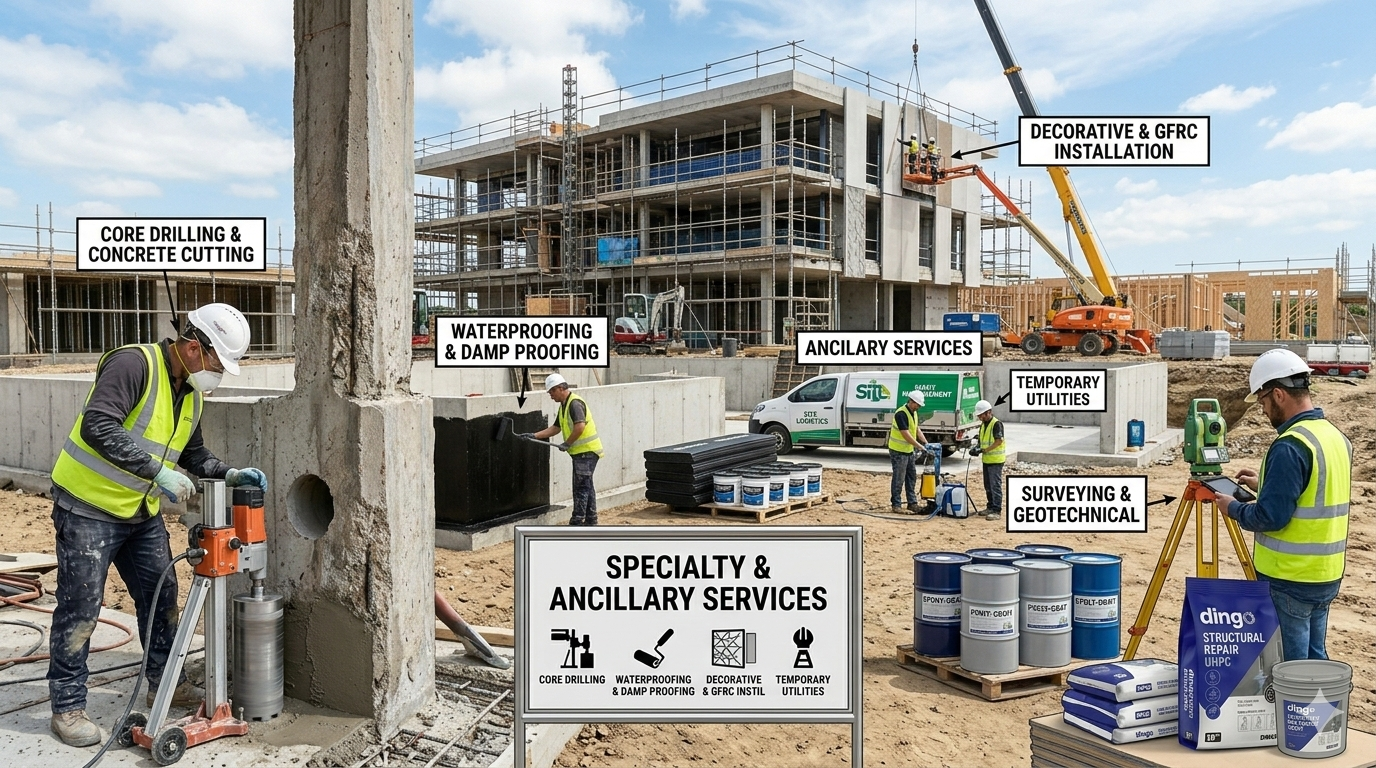 DECORATIVE & GFRC
INSTALLATION
CORE DRILLING &
CONCRETE CUTTING
WATERPROOFING
& DAMP PROOFING
ANCILARY SERVICES
TEMPORARY
UTILITIES
SITE
LOGISTICS
SURVEYING &
GEOTECHNICAL
SPECIALTY &
ANCILLARY SERVICES
CORE DRILLING
WATERPROOFING
& DAMP PROOFING
DECORATIVE
& GFRC INSTIL
TEMPORARY
UTILITIES
dingo
STRUCTURAL
REPAIR
UHPC
dingo